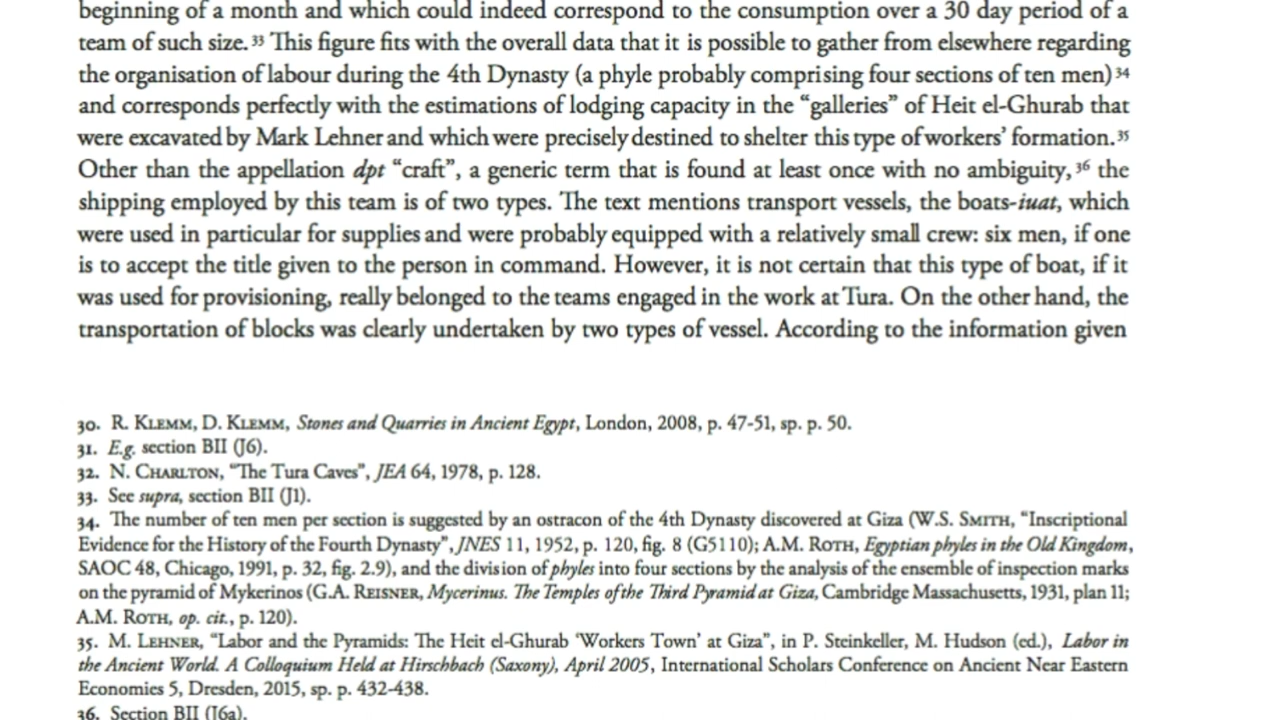 beginning of a month and which could indeed correspond to the consumption over a 30 day period of a
team of such size.³³ This figure fits with the overall data that it is possible to gather from elsewhere regarding
the organisation of labour during the 4th Dynasty (a phyle probably comprising four sections of ten men)³⁴
and corresponds perfectly with the estimations of lodging capacity in the “galleries” of Heit el-Ghurab that
were excavated by Mark Lehner and which were precisely destined to shelter this type of workers’ formation.³⁵
Other than the appellation dpt “craft”, a generic term that is found at least once with no ambiguity,³⁶ the
shipping employed by this team is of two types. The text mentions transport vessels, the boats-iuat, which
were used in particular for supplies and were probably equipped with a relatively small crew: six men, if one
is to accept the title given to the person in command. However, it is not certain that this type of boat, if it
was used for provisioning, really belonged to the teams engaged in the work at Tura. On the other hand, the
transportation of blocks was clearly undertaken by two types of vessel. According to the information given
30. R. Klemm, D. Klemm, Stones and Quarries in Ancient Egypt, London, 2008, p. 47-51, sp. p. 50.
31. E.g. section BII (J6).
32. N. Charlton, “The Tura Caves”, JEA 64, 1978, p. 128.
33. See supra, section BII (J1).
34. The number of ten men per section is suggested by an ostracon of the 4th Dynasty discovered at Giza (W.S. Smith, “Inscriptional
Evidence for the History of the Fourth Dynasty”, JNES 11, 1952, p. 120, fig. 8 (G5110); A.M. Roth, Egyptian phyles in the Old Kingdom,
SAOC 48, Chicago, 1991, p. 32, fig. 2.9), and the division of phyles into four sections by the analysis of the ensemble of inspection marks
on the pyramid of Mykerinos (G.A. Reisner, Mycerinus. The Temples of the Third Pyramid at Giza, Cambridge Massachusetts, 1931, plan 11;
A.M. Roth, op. cit., p. 120).
35. M. Lehner, “Labor and the Pyramids: The Heit el-Ghurab ‘Workers Town’ at Giza”, in P. Steinkeller, M. Hudson (ed.), Labor in
the Ancient World. A Colloquium Held at Hirschbach (Saxony), April 2005, International Scholars Conference on Ancient Near Eastern
Economies 5, Dresden, 2015, sp. p. 432-438.
36. Section BII (J6a).